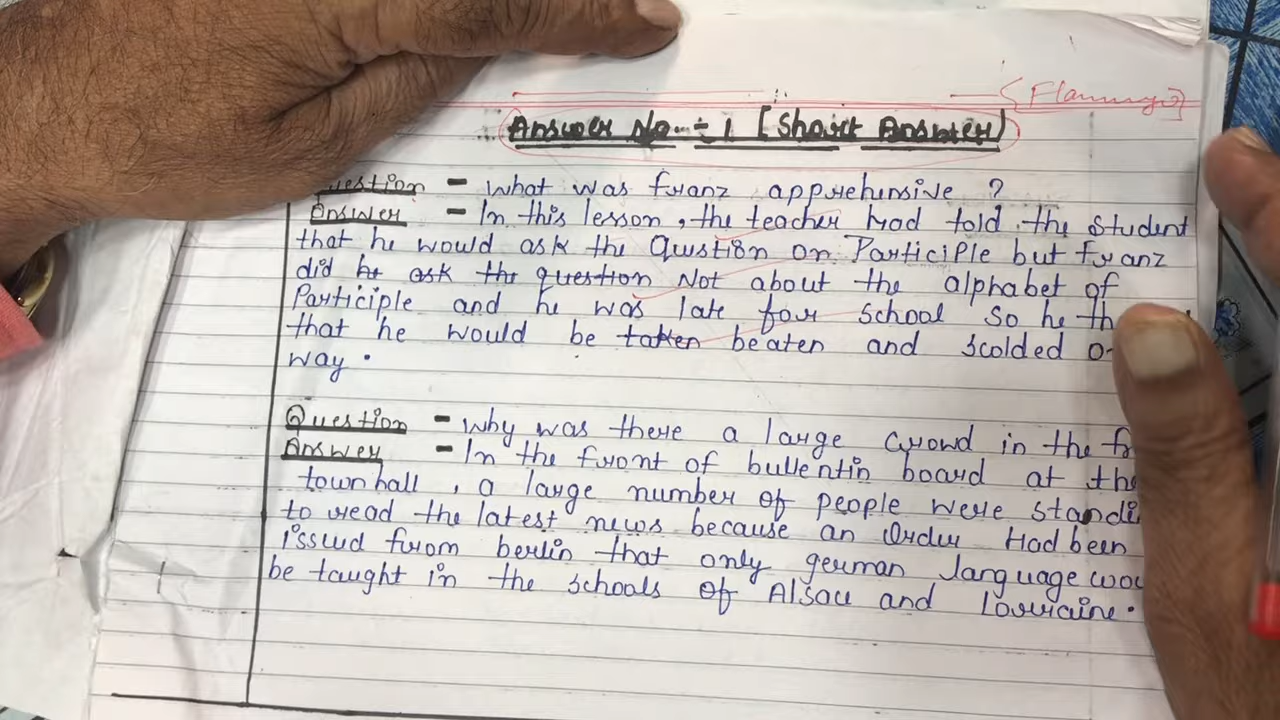 {Flamingo}
Answer No. ÷ 1 [Short Answer)
uestion - what was franz apprehensive ?
Answer - In this lesson, the teacher Had told the student
that he would ask the Question on Participle but franz
did he ask the question Not about the alphabet of
Participle and he was late for school so he th
that he would be taken beaten and scolded o
way.
Question - why was there a large crowd in the f
Answer - In the front of bullentin board at the
townhall, a large number of people were standi
to read the latest news because an Order Had been
issued from berlin that only german language wou
be taught in the schools of Alsace and Lorraine.